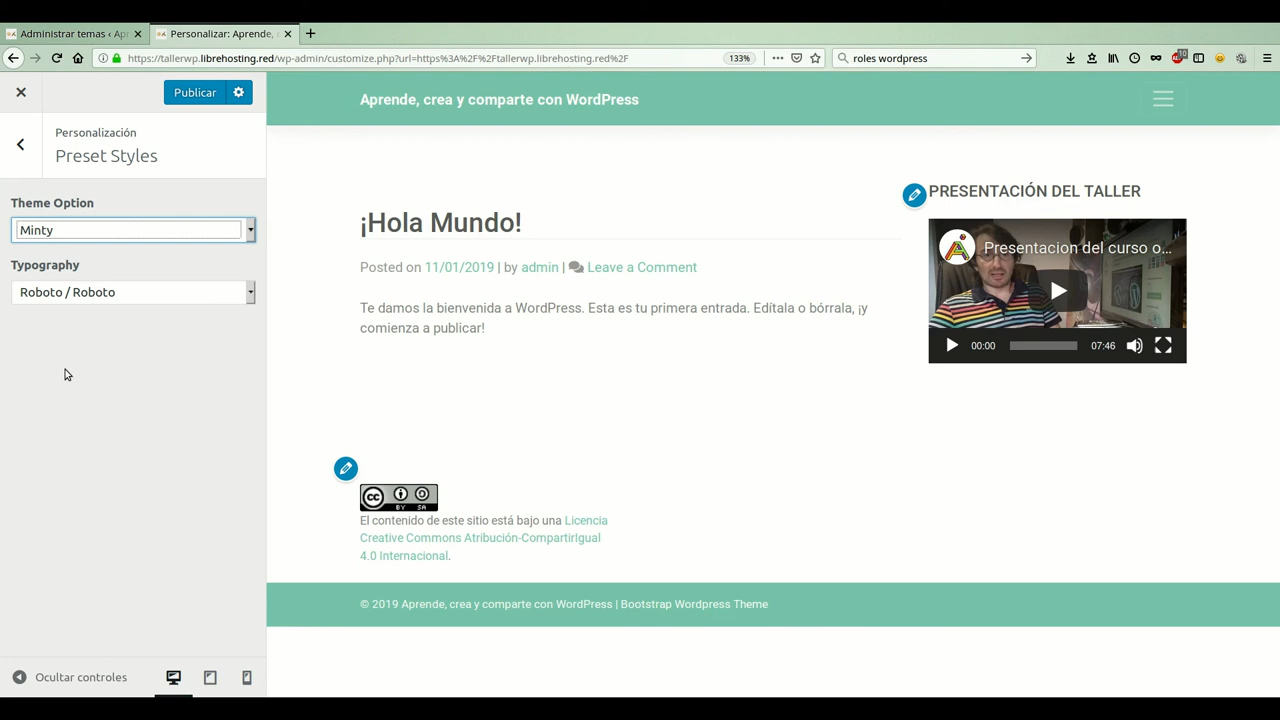 Administrar temas ‹ Apr
Personalizar: Aprende,
https://tallerwp.librehosting.red/wp-admin/customize.php?url=https%3A%2F%2Ftallerwp.librehosting.red%2F
133%
roles wordpress
10
Publicar
Personalización
Preset Styles
Theme Option
Minty
Typography
Roboto / Roboto
Ocultar controles
Aprende, crea y comparte con WordPress
¡Hola Mundo!
Posted on 11/01/2019 | by admin | Leave a Comment
Te damos la bienvenida a WordPress. Esta es tu primera entrada. Edítala o bórrala, ¡y
comienza a publicar!
PRESENTACIÓN DEL TALLER
Presentacion del curso o…
00:00
07:46
cc
BY SA
El contenido de este sitio está bajo una Licencia
Creative Commons Atribución-CompartirIgual
4.0 Internacional.
© 2019 Aprende, crea y comparte con WordPress | Bootstrap Wordpress Theme